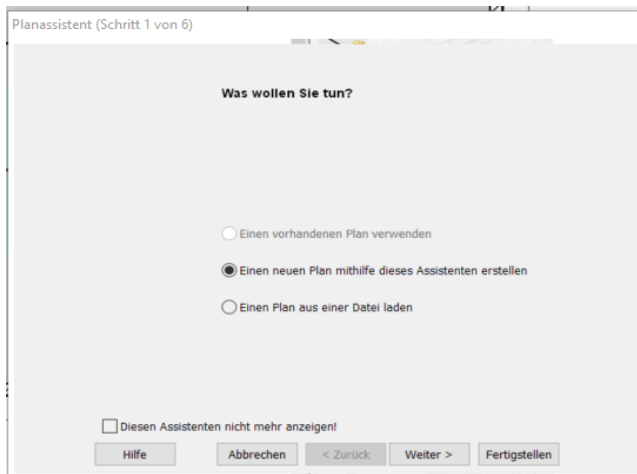 Planassistent (Schritt 1 von 6)
Was wollen Sie tun?
Einen vorhandenen Plan verwenden
Einen neuen Plan mithilfe dieses Assistenten erstellen
Einen Plan aus einer Datei laden
Diesen Assistenten nicht mehr anzeigen!
Hilfe Abbrechen < Zurück Weiter > Fertigstellen